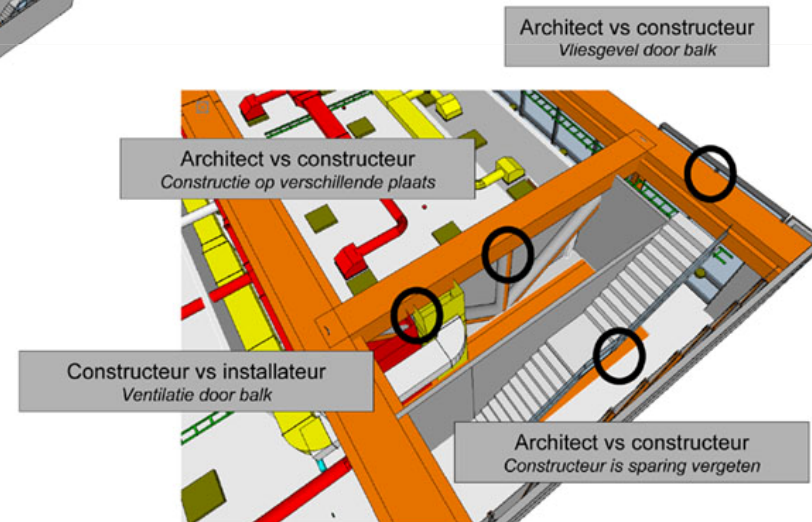 Architect vs constructeur
Vliesgevel door balk
Architect vs constructeur
Constructie op verschillende plaats
Constructeur vs installateur
Ventilatie door balk
Architect vs constructeur
Constructeur is sparing vergeten